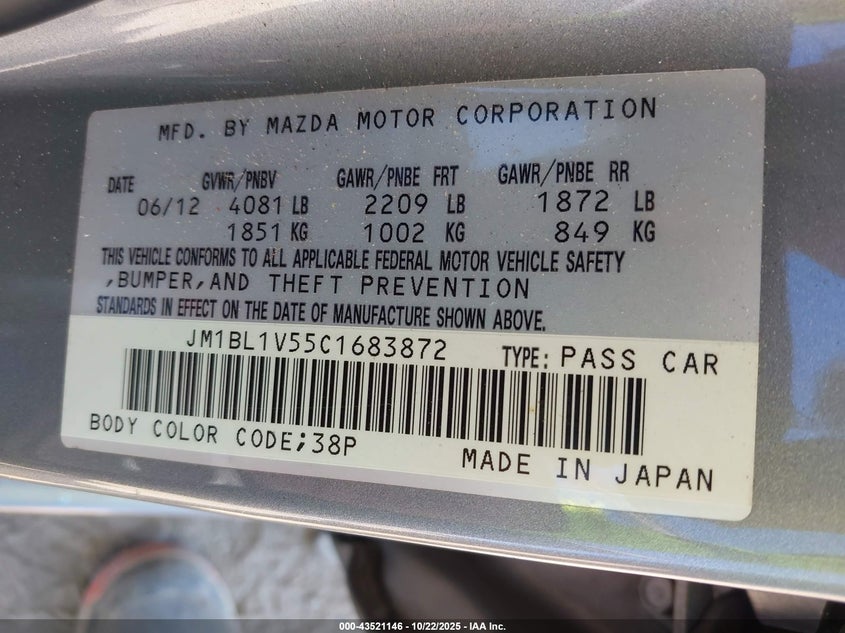 MFD. BY MAZDA MOTOR CORPORATION
DATE GVWR/PNBV GAWR/PNBE FRT GAWR/PNBE RR
06/12 4081 LB 2209 LB 1872 LB
1851 KG 1002 KG 849 KG
THIS VEHICLE CONFORMS TO ALL APPLICABLE FEDERAL MOTOR VEHICLE SAFETY
,BUMPER,AND THEFT PREVENTION
STANDARDS IN EFFECT ON THE DATE OF MANUFACTURE SHOWN ABOVE.
JM1BL1V55C1683872 TYPE: PASS CAR
BODY COLOR CODE;38P
MADE IN JAPAN
000-43521146 - 10/22/2025 - IAA Inc.